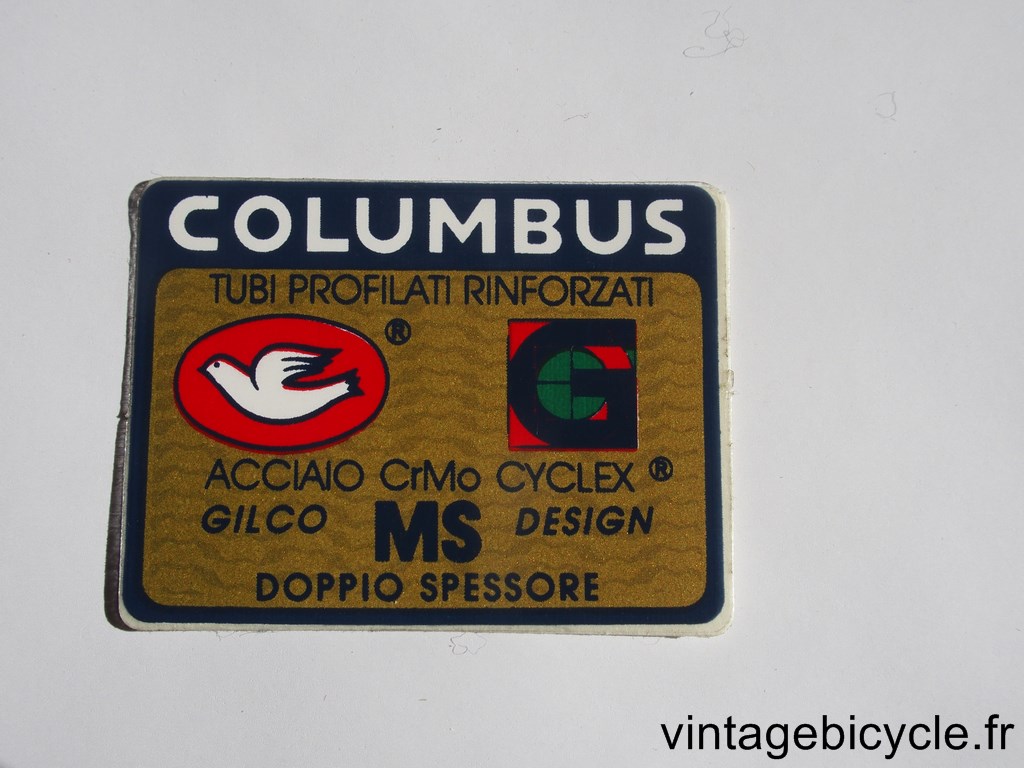 COLUMBUS
TUBI PROFILATI RINFORZATI
®
G
ACCIAIO CrMo CYCLEX ®
GILCO MS DESIGN
DOPPIO SPESSORE
vintagebicycle.fr